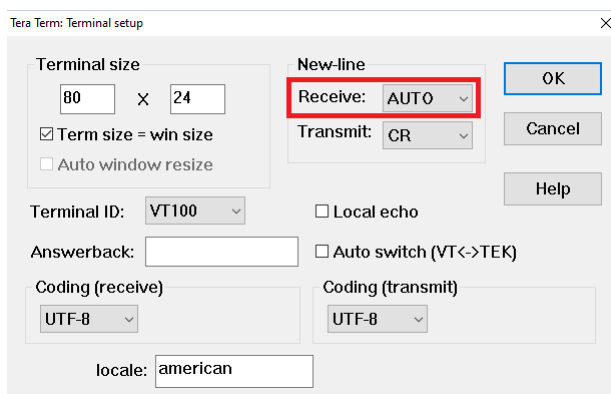 Tera Term: Terminal setup
Terminal size
80 X 24
Term size = win size
Auto window resize
New-line
Receive: AUTO
Transmit: CR
OK
Cancel
Help
Terminal ID: VT100
Local echo
Answerback:
Auto switch (VT<->TEK)
Coding (receive)
UTF-8
Coding (transmit)
UTF-8
locale: american